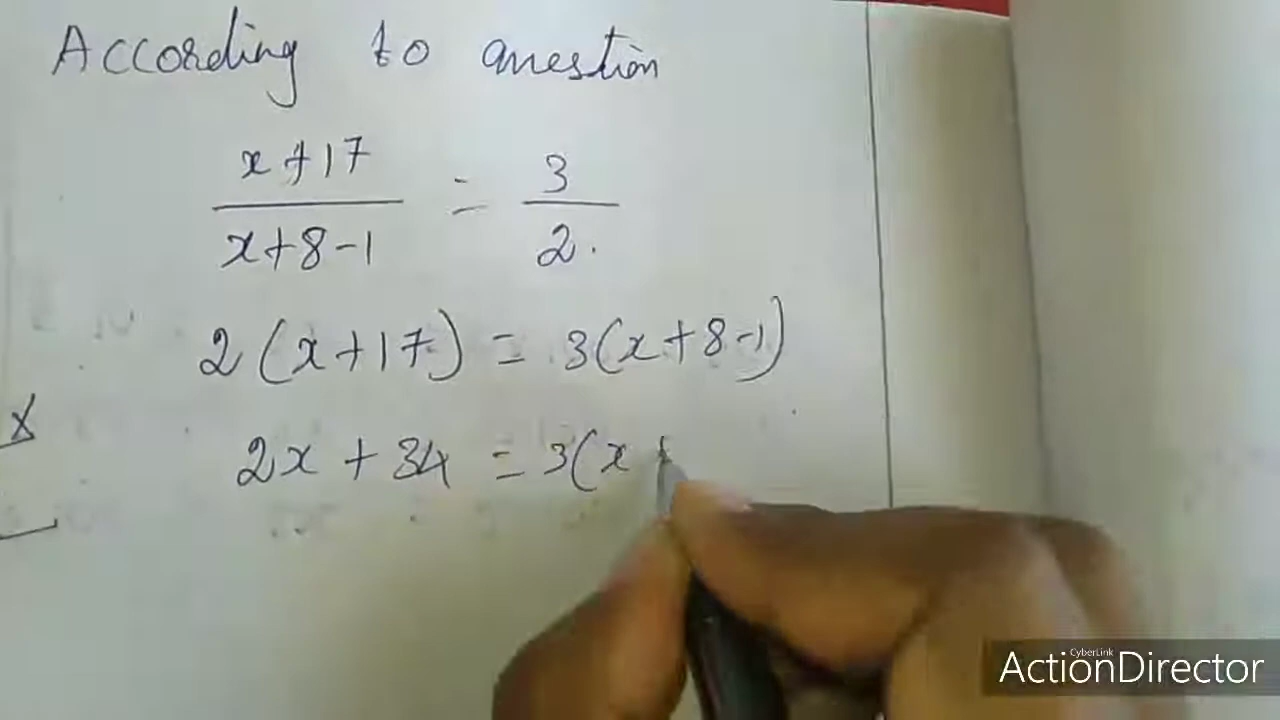 According to question
x+17 / x+8-1 = 3 / 2.
2(x+17) = 3(x+8-1)
x
2x + 34 = 3(x +
CyberLink
ActionDirector